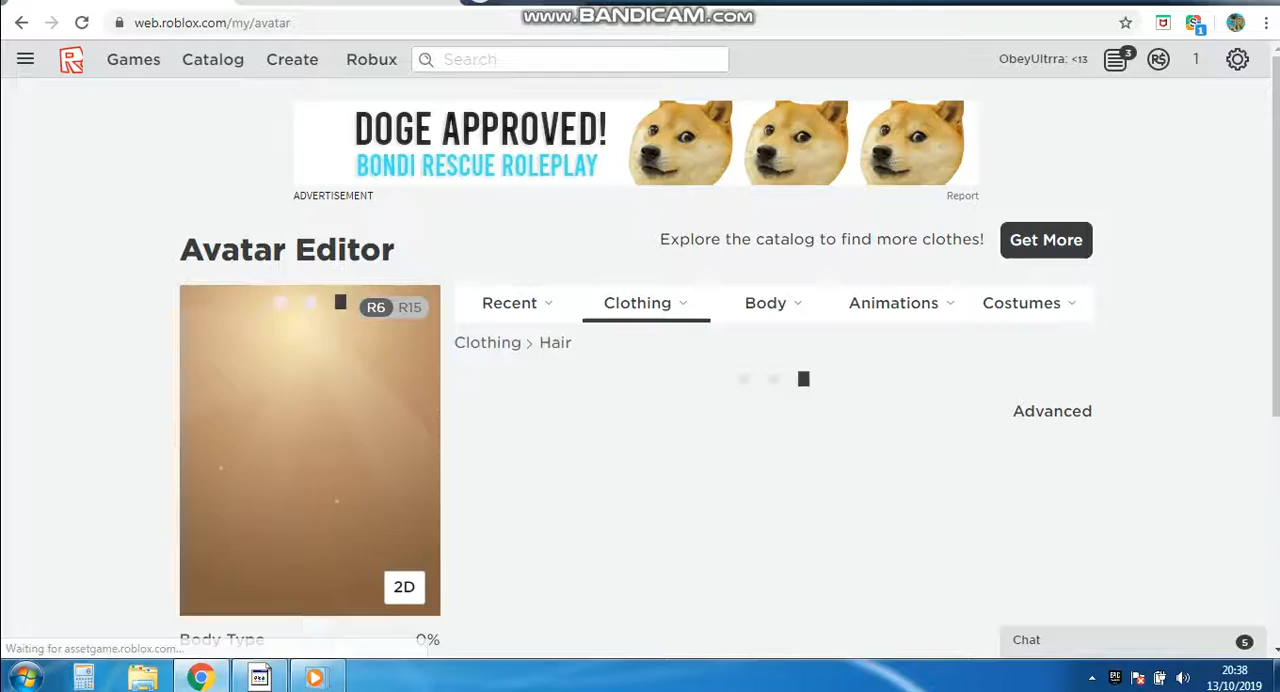 web.roblox.com/my/avatar
www.BANDICAM.com
1
Games Catalog Create Robux Search ObeyUltrra: <13 3 R$ 1
DOGE APPROVED!
BONDI RESCUE ROLEPLAY
ADVERTISEMENT Report
Avatar Editor
Explore the catalog to find more clothes! Get More
R6 R15
Recent Clothing Body Animations Costumes
Clothing > Hair
Advanced
2D
Body Type 0%
Waiting for assetgame.roblox.com...
Chat 5
20:38
13/10/2019